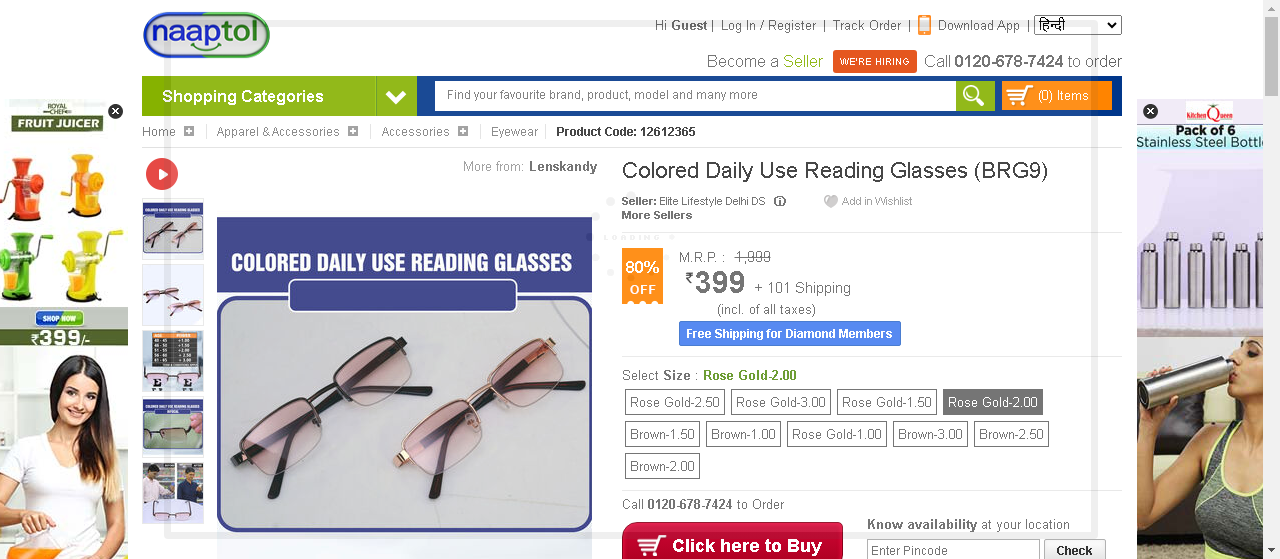 naaptol
Hi Guest | Log In / Register | Track Order | Download App | हिन्दी
Become a Seller WE'RE HIRING Call 0120-678-7424 to order
Shopping Categories
Find your favourite brand, product, model and many more
(0) Items
Home Apparel & Accessories Accessories Eyewear Product Code: 12612365
ROYAL CHEF
FRUIT JUICER
SHOP NOW
₹399/-
More from: Lenskandy
COLORED DAILY USE READING GLASSES
COLORED DAILY USE READING GLASSES
Colored Daily Use Reading Glasses (BRG9)
Seller: Elite Lifestyle Delhi DS
More Sellers
Add in Wishlist
LOADING
80%
OFF
M.R.P. : 1,999
₹399 + 101 Shipping
(incl. of all taxes)
Free Shipping for Diamond Members
Select Size : Rose Gold-2.00
Rose Gold-2.50 Rose Gold-3.00 Rose Gold-1.50 Rose Gold-2.00
Brown-1.50 Brown-1.00 Rose Gold-1.00 Brown-3.00 Brown-2.50
Brown-2.00
Call 0120-678-7424 to Order
Click here to Buy
Know availability at your location
Enter Pincode Check
Kitchen Queen
Pack of 6
Stainless Steel Bottl